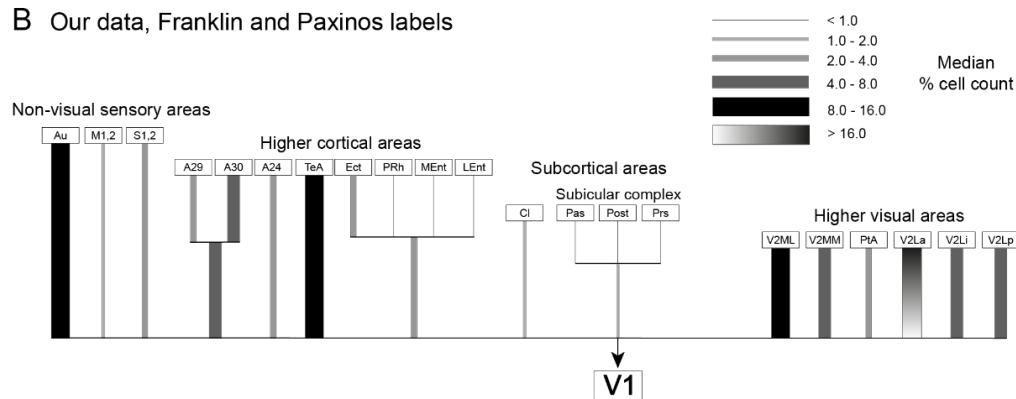 B Our data, Franklin and Paxinos labels
< 1.0
1.0 - 2.0
2.0 - 4.0
4.0 - 8.0
8.0 - 16.0
> 16.0
Median
% cell count
Non-visual sensory areas
Au M1,2 S1,2
Higher cortical areas
A29 A30 A24 TeA Ect PRh MEnt LEnt
Subcortical areas
Subicular complex
Cl Pas Post Prs
Higher visual areas
V2ML V2MM PtA V2La V2Li V2Lp
V1